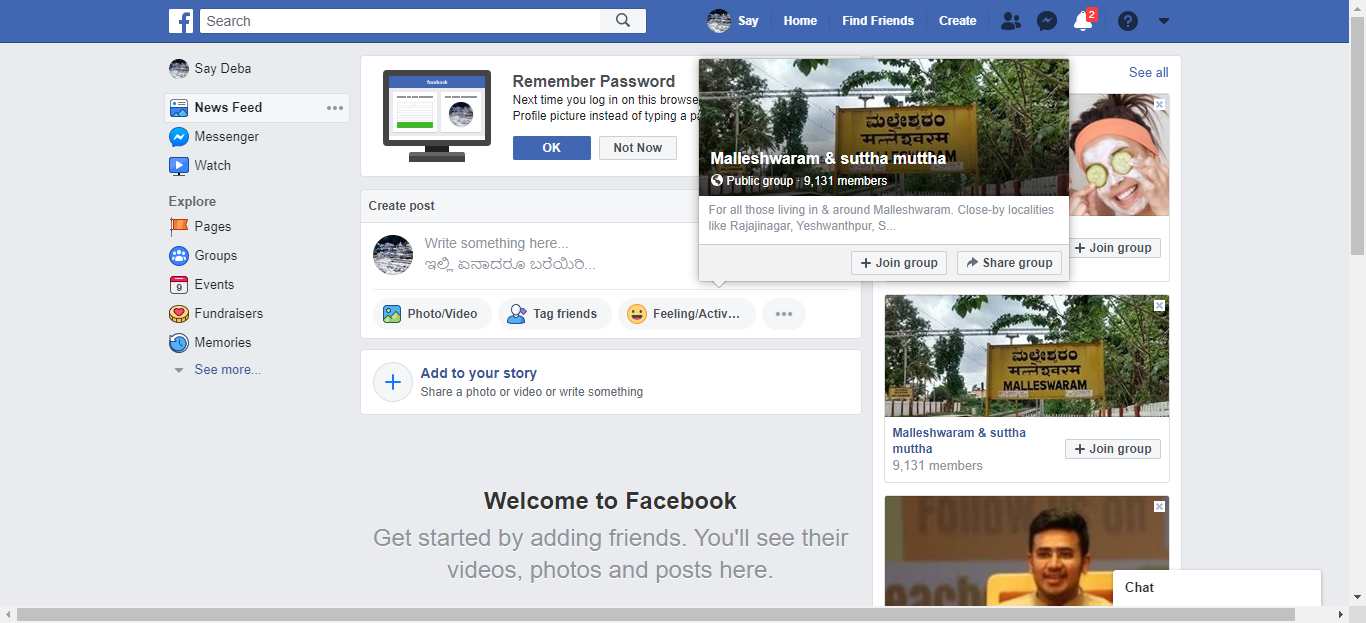 Search
Say
Home
Find Friends
Create
2
Say Deba
News Feed
Messenger
Watch
Explore
Pages
Groups
9
Events
Fundraisers
Memories
See more...
facebook
Remember Password
Next time you log in on this browse
Profile picture instead of typing a pa
OK
Not Now
Create post
Write something here...
ಇಲ್ಲಿ ಏನಾದರೂ ಬರೆಯಿರಿ...
Photo/Video
Tag friends
Feeling/Activ...
Add to your story
Share a photo or video or write something
Welcome to Facebook
Get started by adding friends. You'll see their
videos, photos and posts here.
ಮಲ್ಲೇಶ್ವರಂ
Malleshwaram & suttha muttha
Public group · 9,131 members
For all those living in & around Malleshwaram. Close-by localities
like Rajajinagar, Yeshwanthpur, S...
Join group
Share group
See all
Join group
ಮಲ್ಲೇಶ್ವರಂ
मल्लेश्वरम
MALLESWARAM
Malleshwaram & suttha
muttha
9,131 members
Join group
Chat